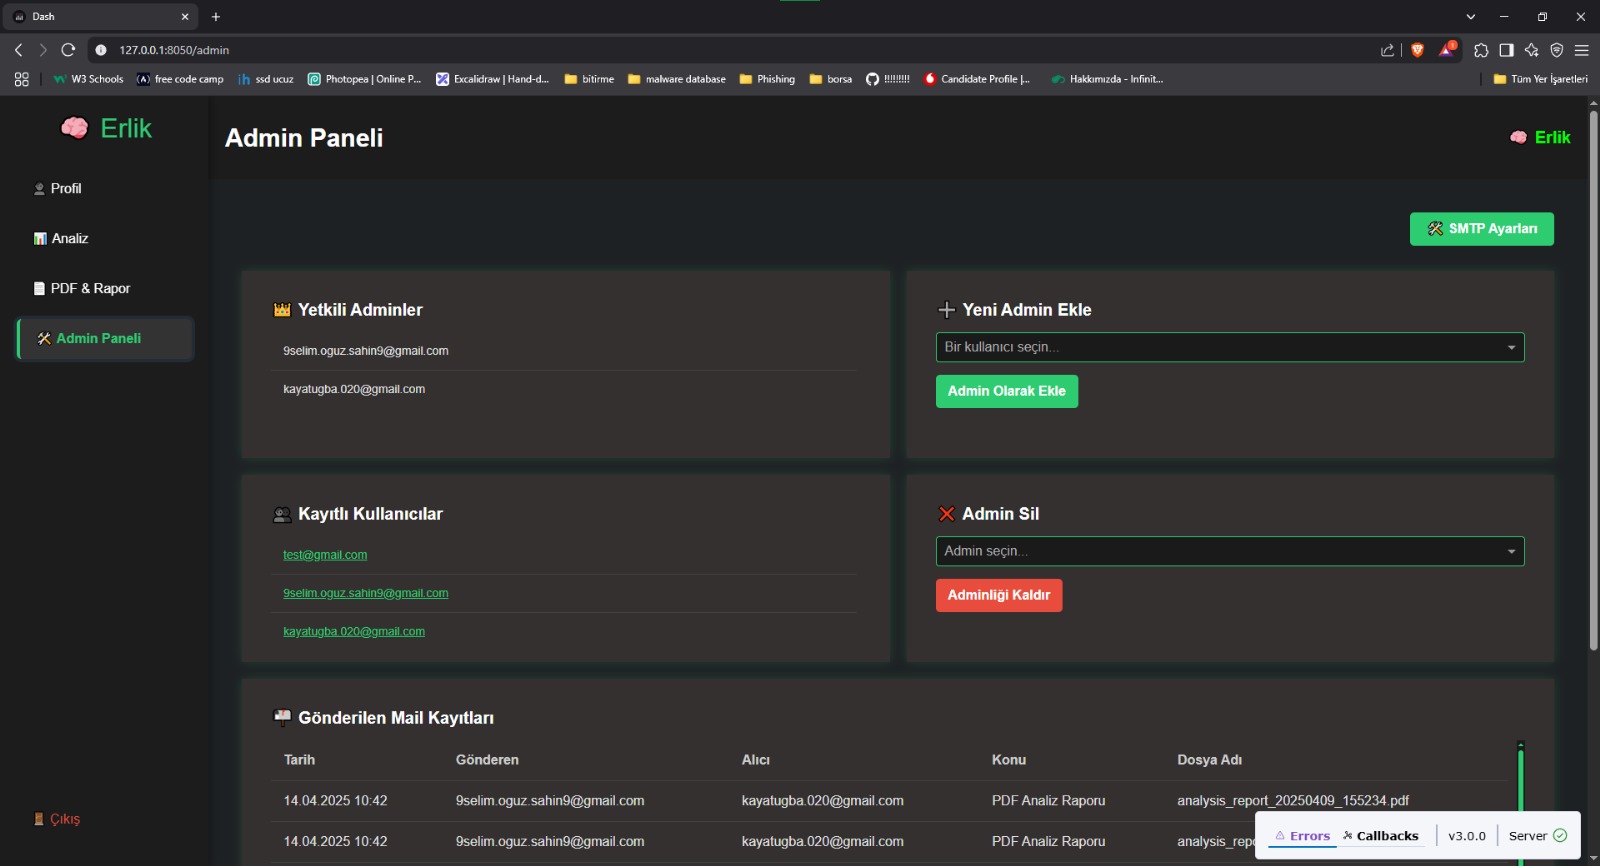 Dash
127.0.0.1:8050/admin
W3 Schools
free code camp
ssd ucuz
Photopea | Online P...
Excalidraw | Hand-d...
bitirme
malware database
Phishing
borsa
!!!!!!!!!
Candidate Profile |...
Hakkımızda - Infinit...
Tüm Yer İşaretleri
Erlik
Admin Paneli
Erlik
Profil
Analiz
PDF & Rapor
Admin Paneli
Çıkış
SMTP Ayarları
Yetkili Adminler
9selim.oguz.sahin9@gmail.com
kayatugba.020@gmail.com
Yeni Admin Ekle
Bir kullanıcı seçin...
Admin Olarak Ekle
Kayıtlı Kullanıcılar
test@gmail.com
9selim.oguz.sahin9@gmail.com
kayatugba.020@gmail.com
Admin Sil
Admin seçin...
Adminliği Kaldır
Gönderilen Mail Kayıtları
Tarih Gönderen Alıcı Konu Dosya Adı
14.04.2025 10:42 9selim.oguz.sahin9@gmail.com kayatugba.020@gmail.com PDF Analiz Raporu analysis_report_20250409_155234.pdf
14.04.2025 10:42 9selim.oguz.sahin9@gmail.com kayatugba.020@gmail.com PDF Analiz Raporu
Errors Callbacks v3.0.0 Server